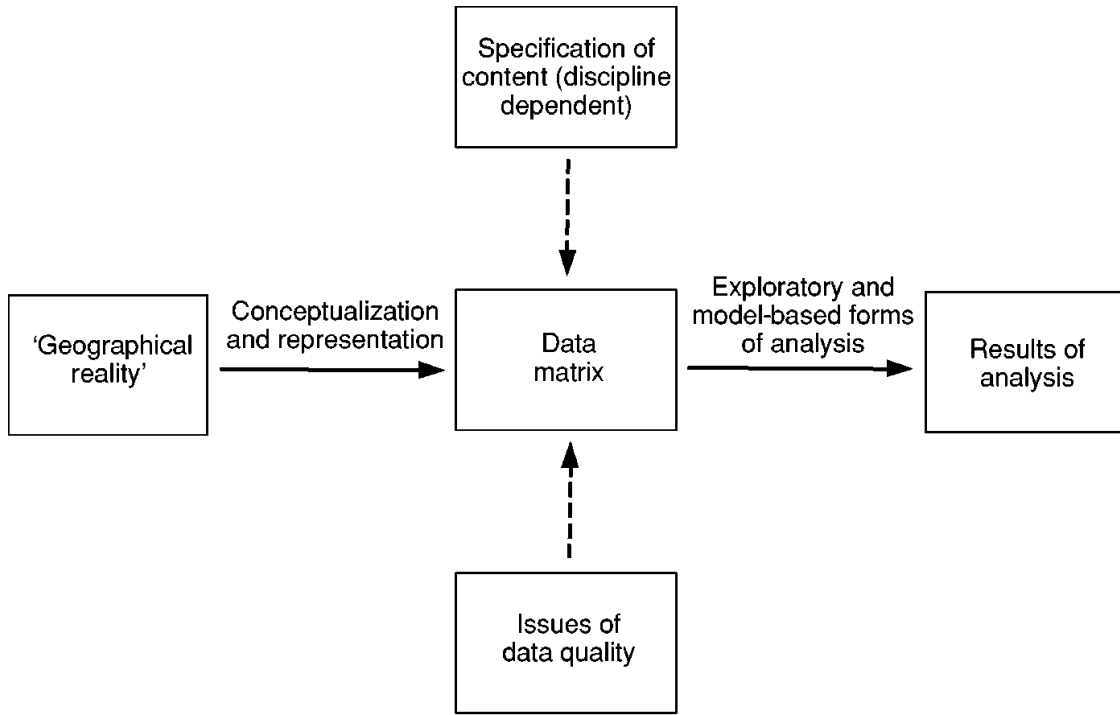 Specification of
content (discipline
dependent)
‘Geographical
reality’
Conceptualization
and representation
Data
matrix
Exploratory and
model-based forms
of analysis
Results of
analysis
Issues of
data quality